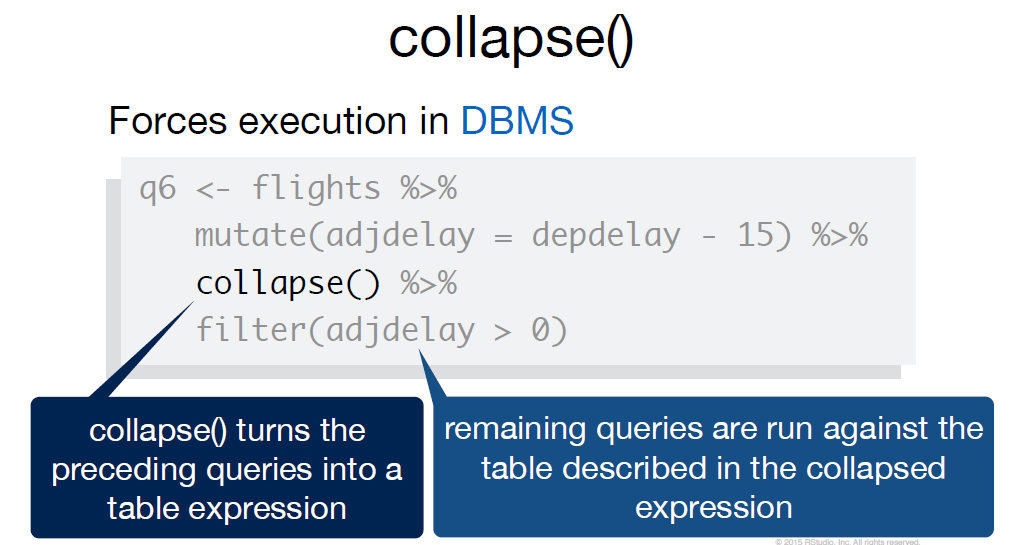 collapse()
Forces execution in DBMS
q6 <- flights %>%
mutate(adjdelay = depdelay - 15) %>%
collapse() %>%
filter(adjdelay > 0)
collapse() turns the
preceding queries into a
table expression
remaining queries are run against the
table described in the collapsed
expression
© 2015 RStudio, Inc. All rights reserved.